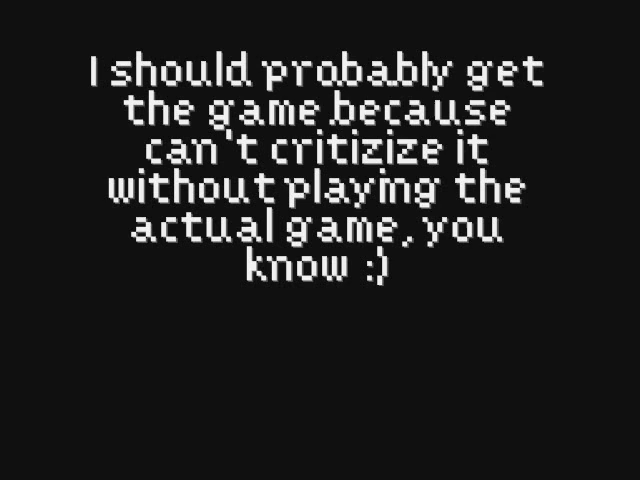 I should probably get
the game because
can't critizize it
without playing the
actual game, you
know :)